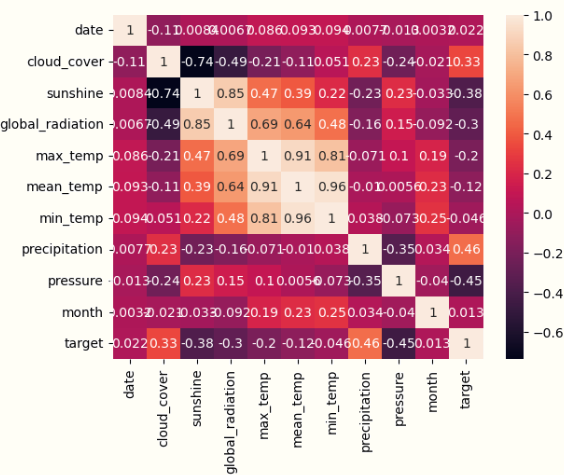 date 1 -0.11 0.0084 0.0067 0.086 0.093 0.094 0.0077 -0.013 0.0032 0.022 1.0
cloud_cover -0.11 1 -0.74 -0.49 -0.21 -0.11 0.051 0.23 -0.24 -0.021 0.33 0.8
sunshine 0.0084 -0.74 1 0.85 0.47 0.39 0.22 -0.23 0.23 -0.033 -0.38
global_radiation 0.0067 -0.49 0.85 1 0.69 0.64 0.48 -0.16 0.15 -0.092 -0.3 0.6
max_temp 0.086 -0.21 0.47 0.69 1 0.91 0.81 -0.071 0.1 0.19 -0.2 0.4
mean_temp 0.093 -0.11 0.39 0.64 0.91 1 0.96 -0.01 0.0056 0.23 -0.12 0.2
min_temp 0.094 0.051 0.22 0.48 0.81 0.96 1 0.038 -0.073 0.25 -0.046 0.0
precipitation 0.0077 0.23 -0.23 -0.16 -0.071 -0.01 0.038 1 -0.35 0.034 0.46 −0.2
pressure -0.013 -0.24 0.23 0.15 0.1 0.0056 -0.073 -0.35 1 -0.04 -0.45
month 0.0032 -0.021 -0.033 -0.092 0.19 0.23 0.25 0.034 -0.04 1 0.013 −0.4
target 0.022 0.33 -0.38 -0.3 -0.2 -0.12 -0.046 0.46 -0.45 0.013 1 −0.6
date
cloud_cover
sunshine
global_radiation
max_temp
mean_temp
min_temp
precipitation
pressure
month
target